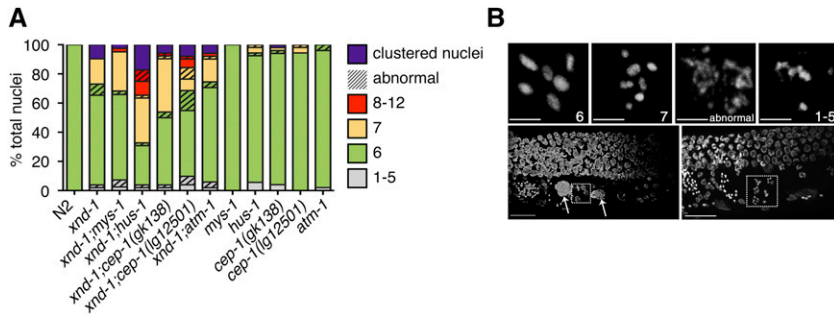 A
% total nuclei
100
80
60
40
20
0
N2
xnd-1
xnd-1;mys-1
xnd-1;hus-1
xnd-1;cep-1(gk138)
xnd-1;cep-1(lg12501)
xnd-1;atm-1
mys-1
hus-1
cep-1(gk138)
cep-1(lg12501)
atm-1
clustered nuclei
abnormal
8-12
7
6
1-5
B
6
7
abnormal
1-5